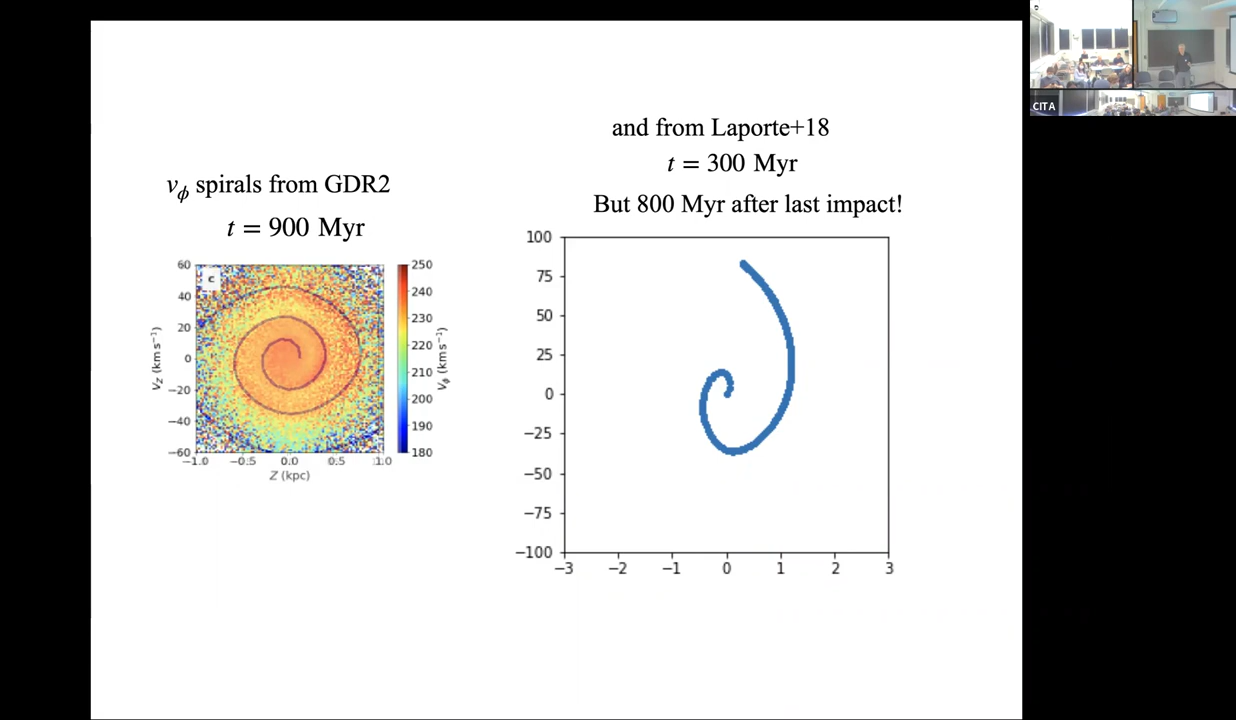 and from Laporte+18
t = 300 Myr
But 800 Myr after last impact!
v_ϕ spirals from GDR2
t = 900 Myr
c
60
40
20
0
−20
−40
−60
−1.0 −0.5 0.0 0.5 1.0
Z (kpc)
V_Z (km s⁻¹)
250
240
230
220
210
200
190
180
V_ϕ (km s⁻¹)
100
75
50
25
0
−25
−50
−75
−100
−3 −2 −1 0 1 2 3
CITA